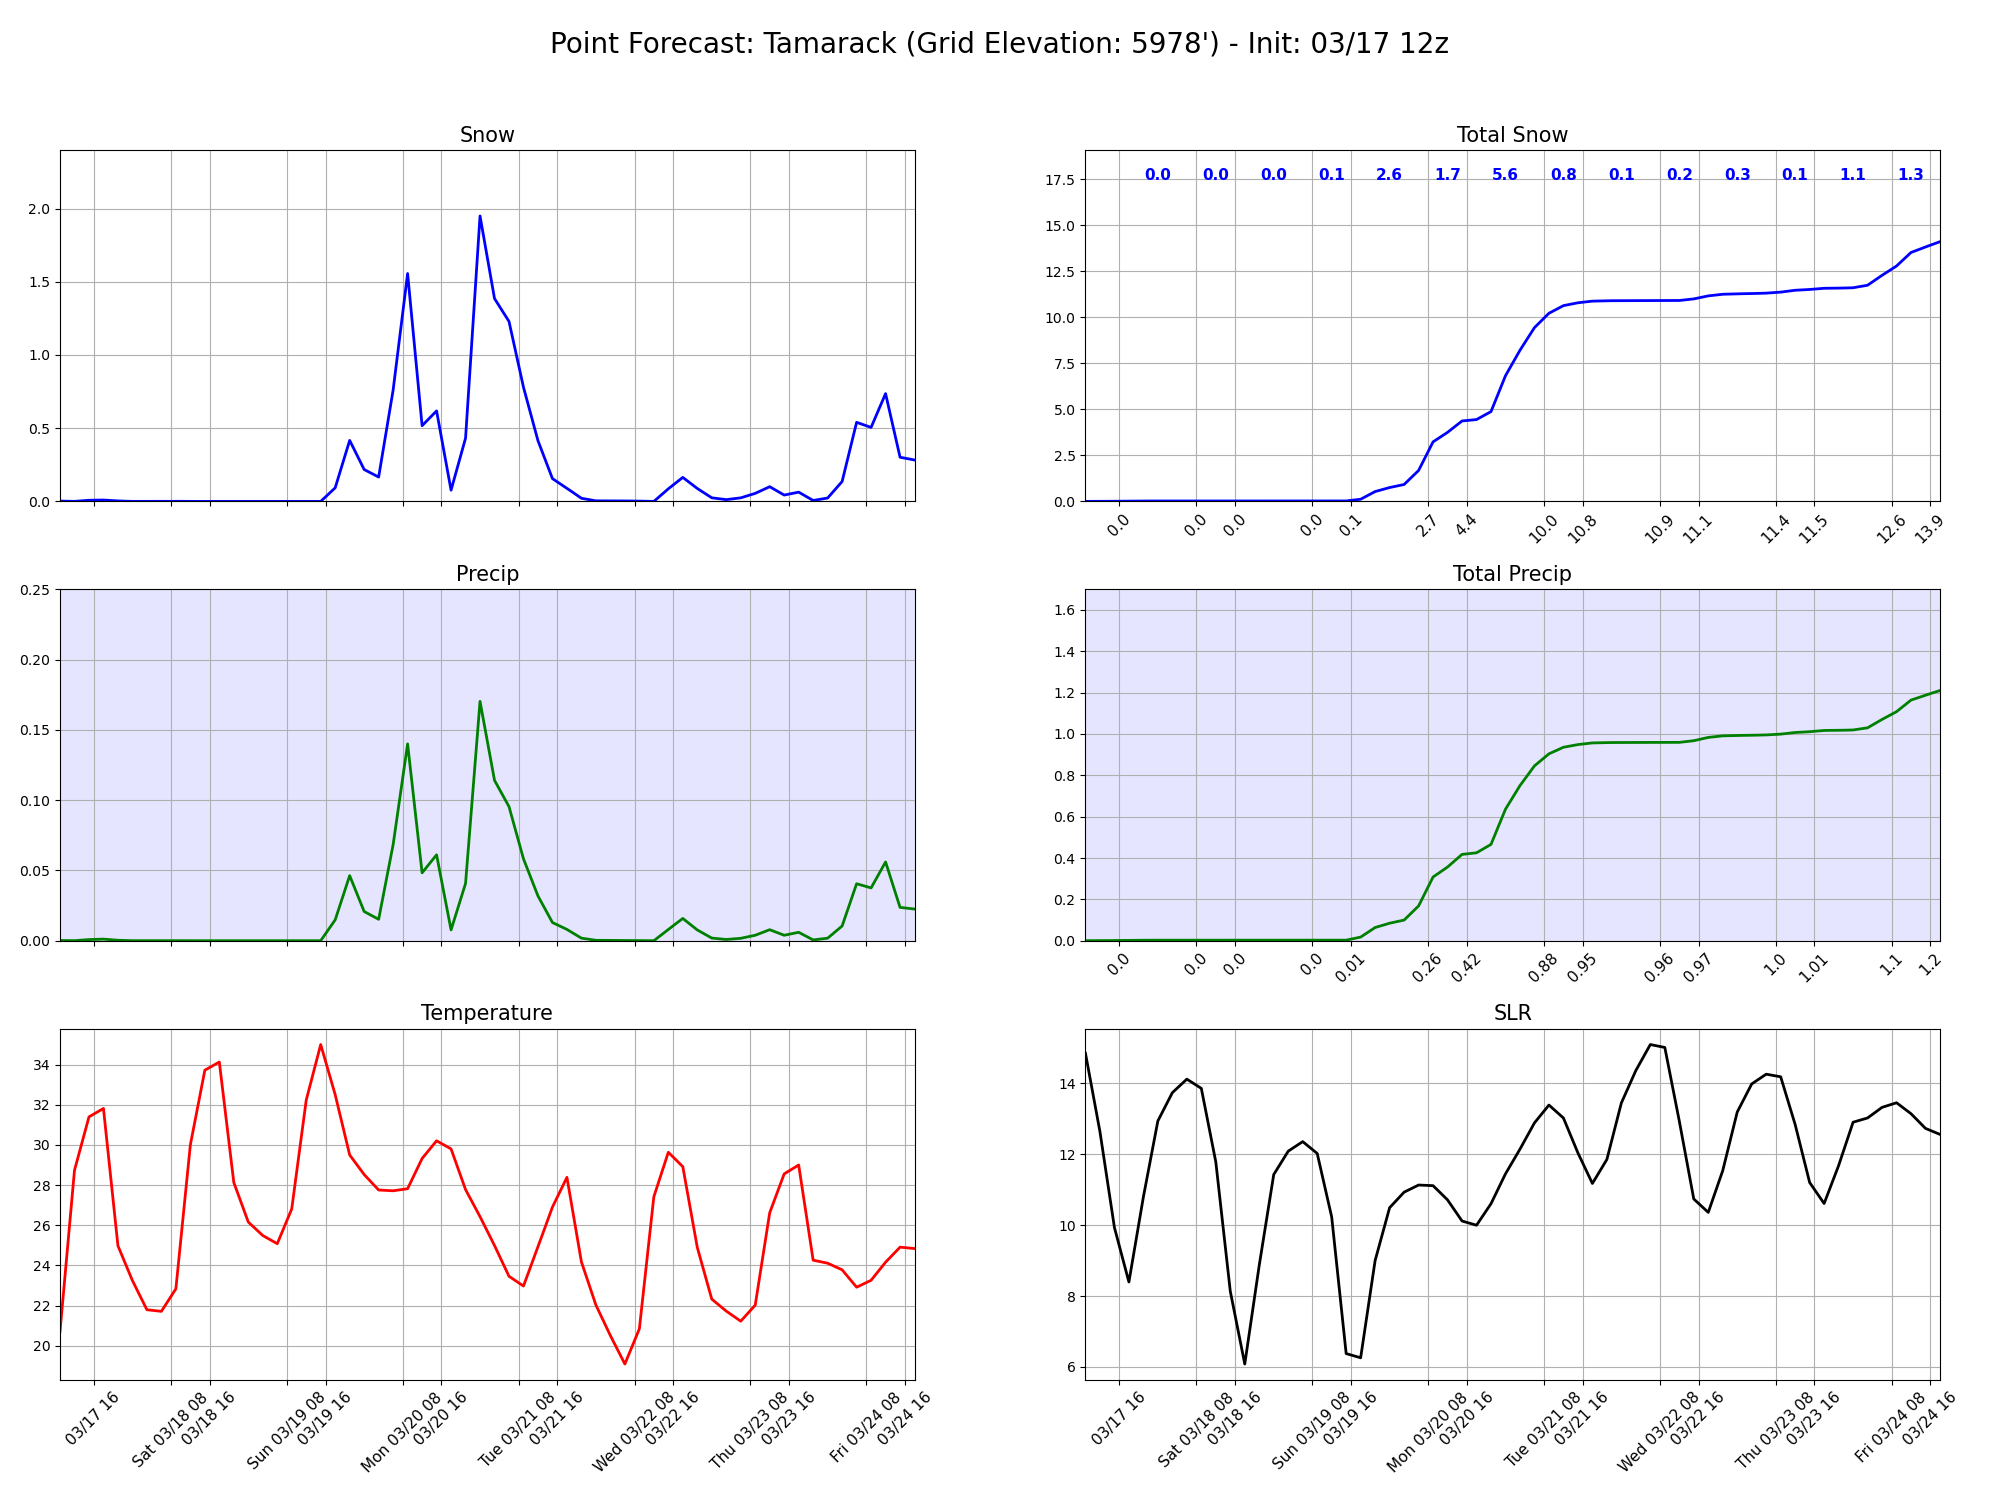 Point Forecast: Tamarack (Grid Elevation: 5978') - Init: 03/17 12z
Snow
2.0
1.5
1.0
0.5
0.0
Total Snow
0.0 0.0 0.0 0.1 2.6 1.7 5.6 0.8 0.1 0.2 0.3 0.1 1.1 1.3
17.5
15.0
12.5
10.0
7.5
5.0
2.5
0.0
0.0 0.0 0.0 0.0 0.1 2.7 4.4 10.0 10.8 10.9 11.1 11.4 11.5 12.6 13.9
Precip
0.25
0.20
0.15
0.10
0.05
0.00
Total Precip
1.6
1.4
1.2
1.0
0.8
0.6
0.4
0.2
0.0
0.0 0.0 0.0 0.0 0.01 0.26 0.42 0.88 0.95 0.96 0.97 1.0 1.01 1.1 1.2
Temperature
34
32
30
28
26
24
22
20
03/17 16
Sat 03/18 08
03/18 16
Sun 03/19 08
03/19 16
Mon 03/20 08
03/20 16
Tue 03/21 08
03/21 16
Wed 03/22 08
03/22 16
Thu 03/23 08
03/23 16
Fri 03/24 08
03/24 16
SLR
14
12
10
8
6
03/17 16
Sat 03/18 08
03/18 16
Sun 03/19 08
03/19 16
Mon 03/20 08
03/20 16
Tue 03/21 08
03/21 16
Wed 03/22 08
03/22 16
Thu 03/23 08
03/23 16
Fri 03/24 08
03/24 16